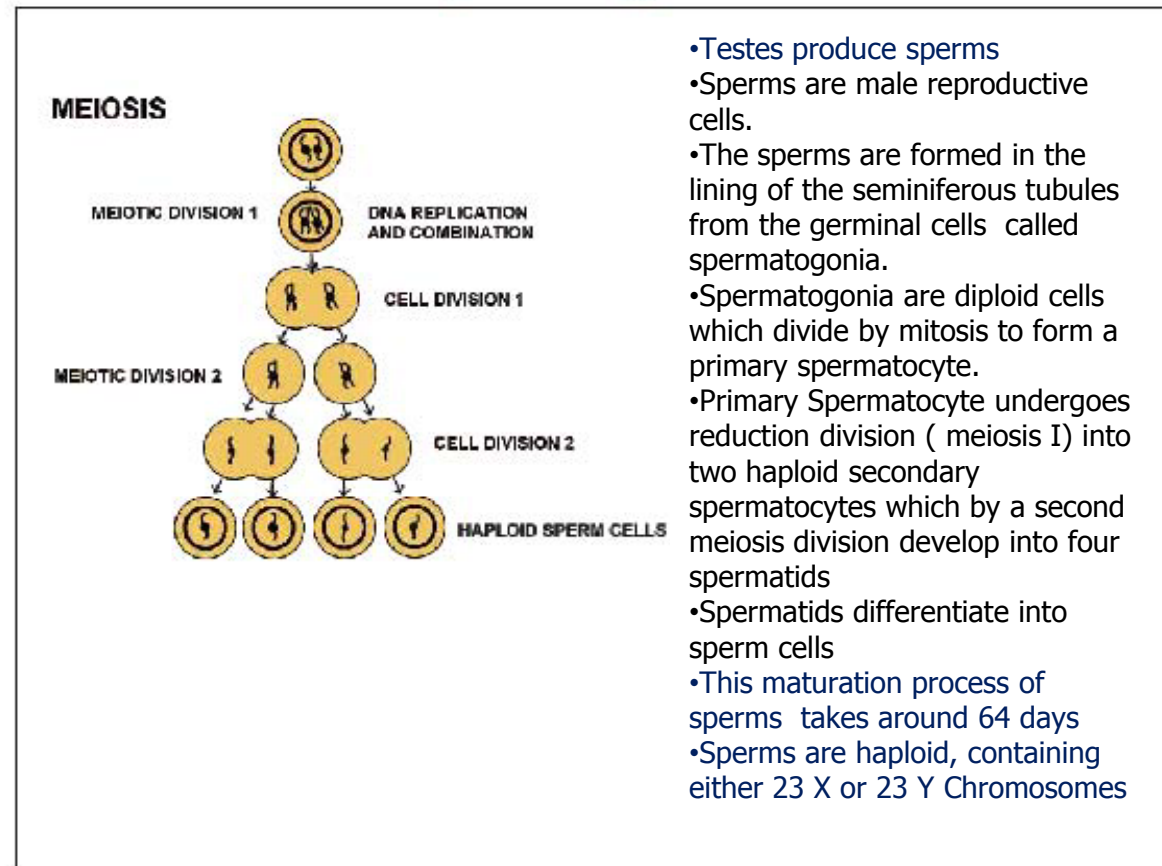 MEIOSIS
MEIOTIC DIVISION 1
DNA REPLICATION
AND COMBINATION
CELL DIVISION 1
MEIOTIC DIVISION 2
CELL DIVISION 2
HAPLOID SPERM CELLS
•Testes produce sperms
•Sperms are male reproductive
cells.
•The sperms are formed in the
lining of the seminiferous tubules
from the germinal cells called
spermatogonia.
•Spermatogonia are diploid cells
which divide by mitosis to form a
primary spermatocyte.
•Primary Spermatocyte undergoes
reduction division ( meiosis I) into
two haploid secondary
spermatocytes which by a second
meiosis division develop into four
spermatids
•Spermatids differentiate into
sperm cells
•This maturation process of
sperms takes around 64 days
•Sperms are haploid, containing
either 23 X or 23 Y Chromosomes